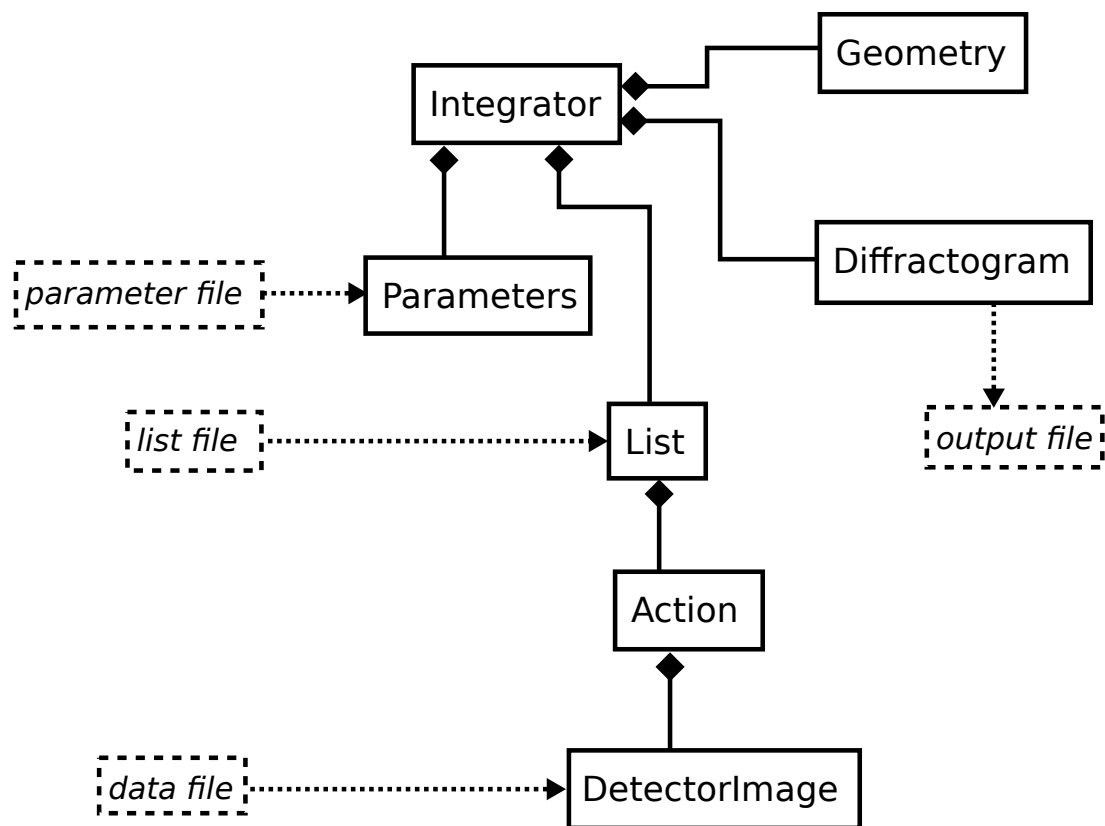 Geometry
Integrator
Diffractogram
parameter file
Parameters
list file
List
output file
Action
data file
DetectorImage